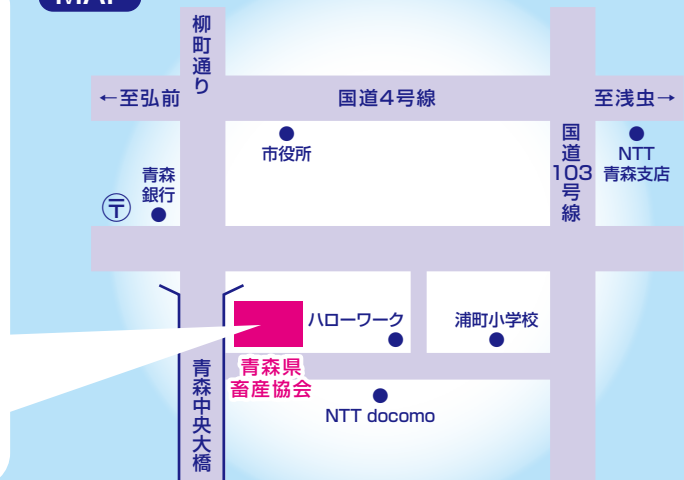 MAP
柳町通り
←至弘前
国道4号線
至浅虫→
市役所
国道103号線
NTT
青森支店
青森
銀行
〒
ハローワーク
浦町小学校
青森県
畜産協会
青森中央大橋
NTT docomo